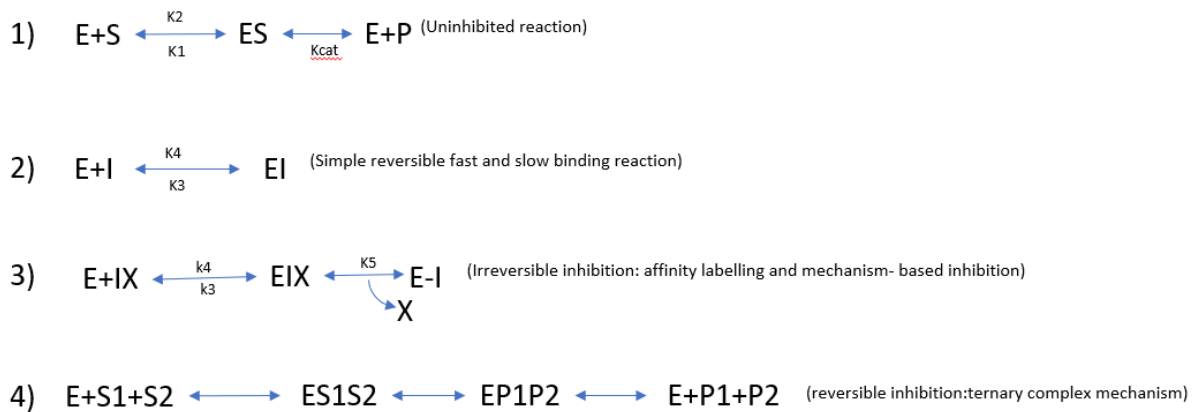 K2
1) E+S ES E+P (Uninhibited reaction)
K1 Kcat
K4
2) E+I EI (Simple reversible fast and slow binding reaction)
K3
k4 K5
3) E+IX EIX E-I (Irreversible inhibition: affinity labelling and mechanism- based inhibition)
k3
X
4) E+S1+S2 ES1S2 EP1P2 E+P1+P2 (reversible inhibition:ternary complex mechanism)